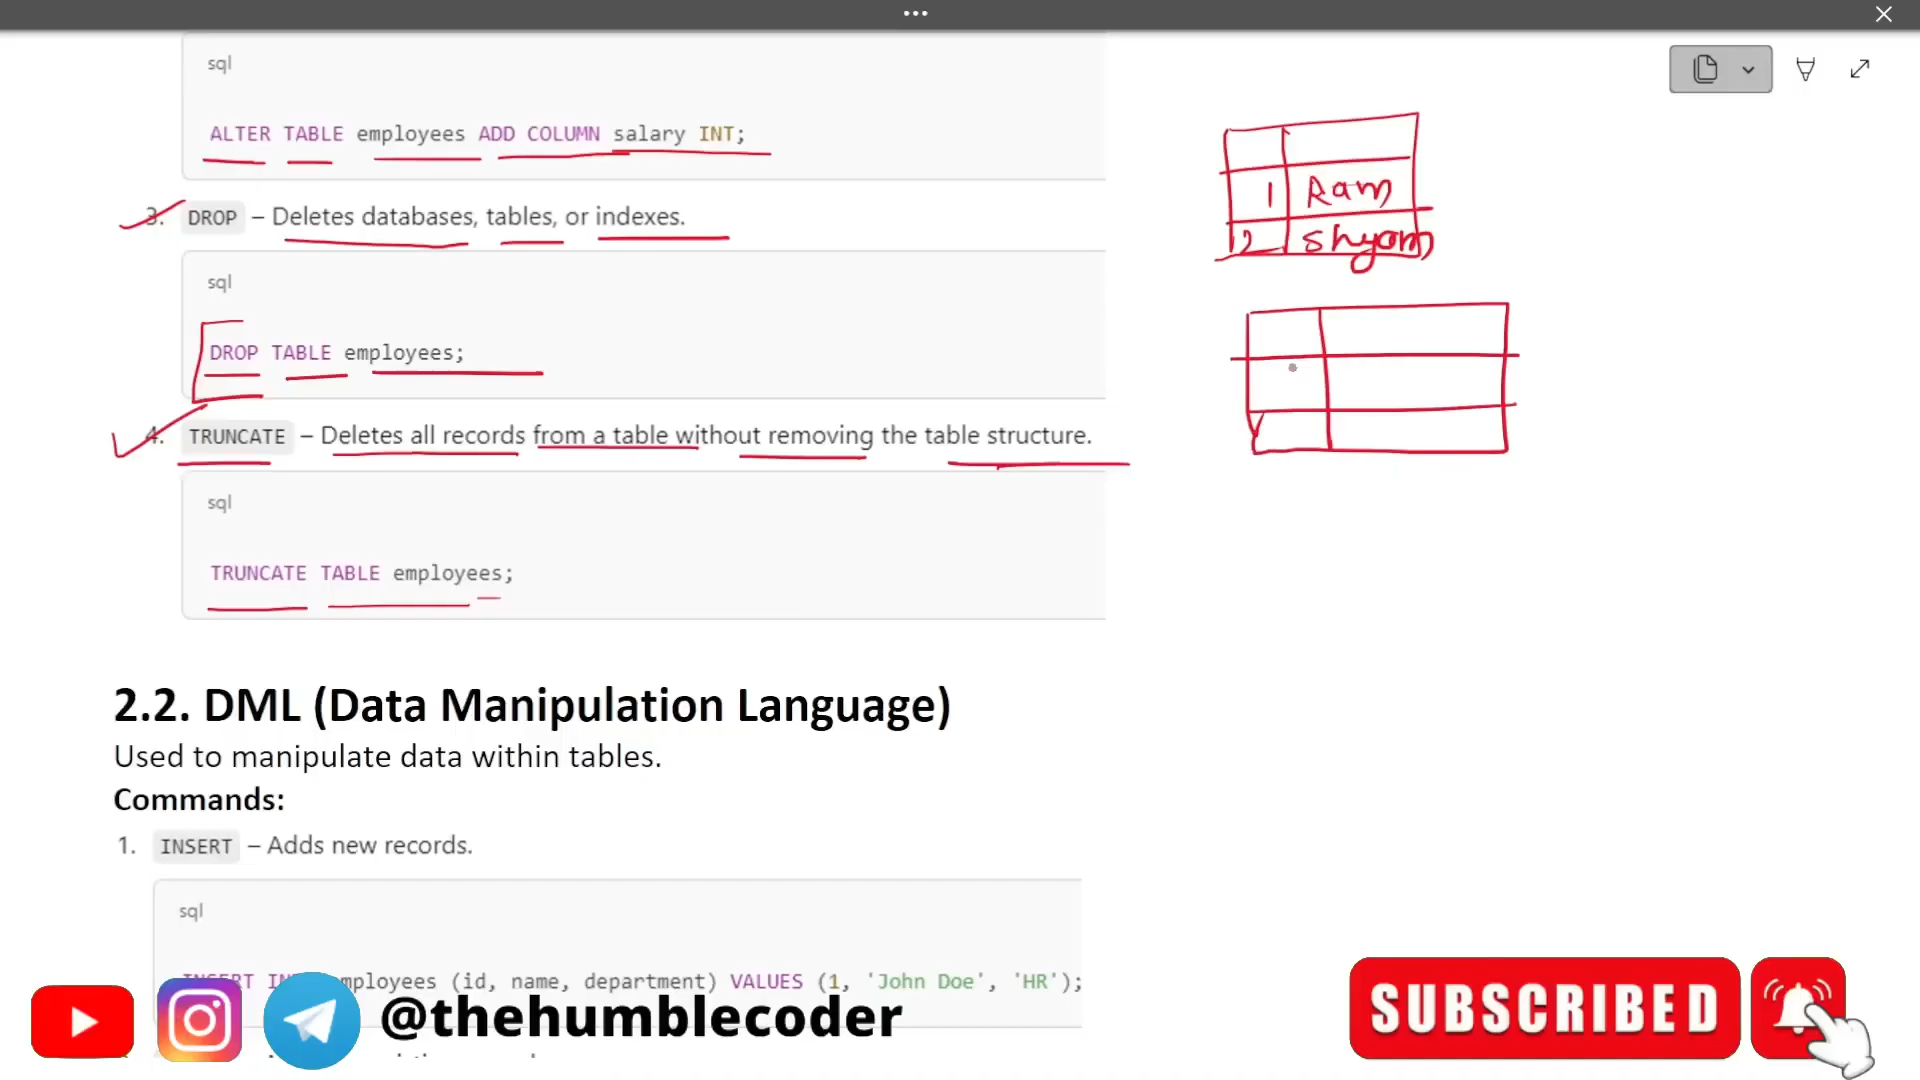 sql
ALTER TABLE employees ADD COLUMN salary INT;
3. DROP – Deletes databases, tables, or indexes.
sql
DROP TABLE employees;
4. TRUNCATE – Deletes all records from a table without removing the table structure.
sql
TRUNCATE TABLE employees;
1 Ram
2 Shyam
2.2. DML (Data Manipulation Language)
Used to manipulate data within tables.
Commands:
1. INSERT – Adds new records.
sql
INSERT employees (id, name, department) VALUES (1, 'John Doe', 'HR');
@thehumblecoder
SUBSCRIBED